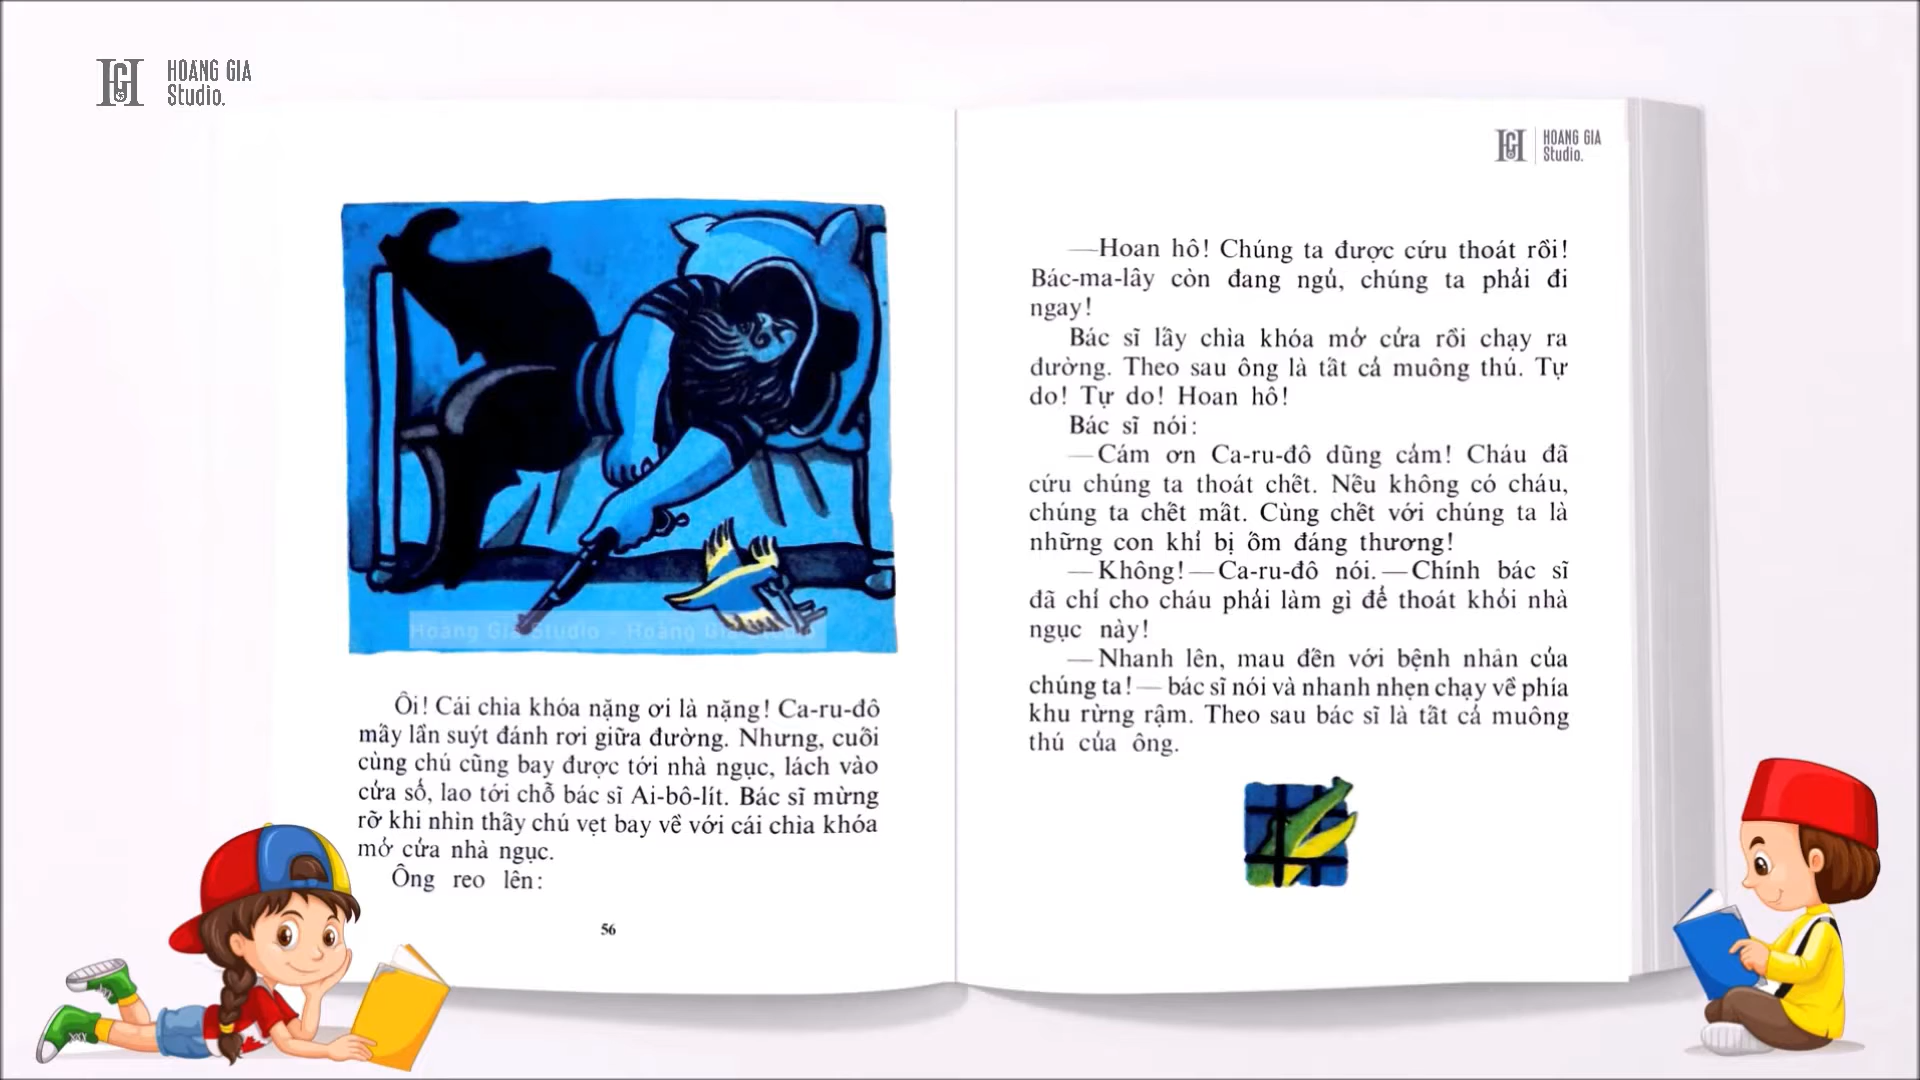 HOÀNG GIA
Studio.
Hoàng Gia Studio - Hoàng Gia Studio
Ôi! Cái chìa khóa nặng ơi là nặng! Ca-ru-đô
mấy lần suýt đánh rơi giữa đường. Nhưng, cuối
cùng chú cũng bay được tới nhà ngục, lách vào
cửa sổ, lao tới chỗ bác sĩ Ai-bô-lít. Bác sĩ mừng
rỡ khi nhìn thấy chú vẹt bay về với cái chìa khóa
mở cửa nhà ngục.
Ông reo lên:
56
HOANG GIA
Studio.
—Hoan hô! Chúng ta được cứu thoát rồi!
Bác-ma-lây còn đang ngủ, chúng ta phải đi
ngay!
Bác sĩ lấy chìa khóa mở cửa rồi chạy ra
đường. Theo sau ông là tất cả muông thú. Tự
do! Tự do! Hoan hô!
Bác sĩ nói:
—Cám ơn Ca-ru-đô dũng cảm! Cháu đã
cứu chúng ta thoát chết. Nếu không có cháu,
chúng ta chết mất. Cùng chết với chúng ta là
những con khỉ bị ốm đáng thương!
—Không!—Ca-ru-đô nói.—Chính bác sĩ
đã chỉ cho cháu phải làm gì để thoát khỏi nhà
ngục này!
—Nhanh lên, mau đến với bệnh nhân của
chúng ta! — bác sĩ nói và nhanh nhẹn chạy về phía
khu rừng rậm. Theo sau bác sĩ là tất cả muông
thú của ông.